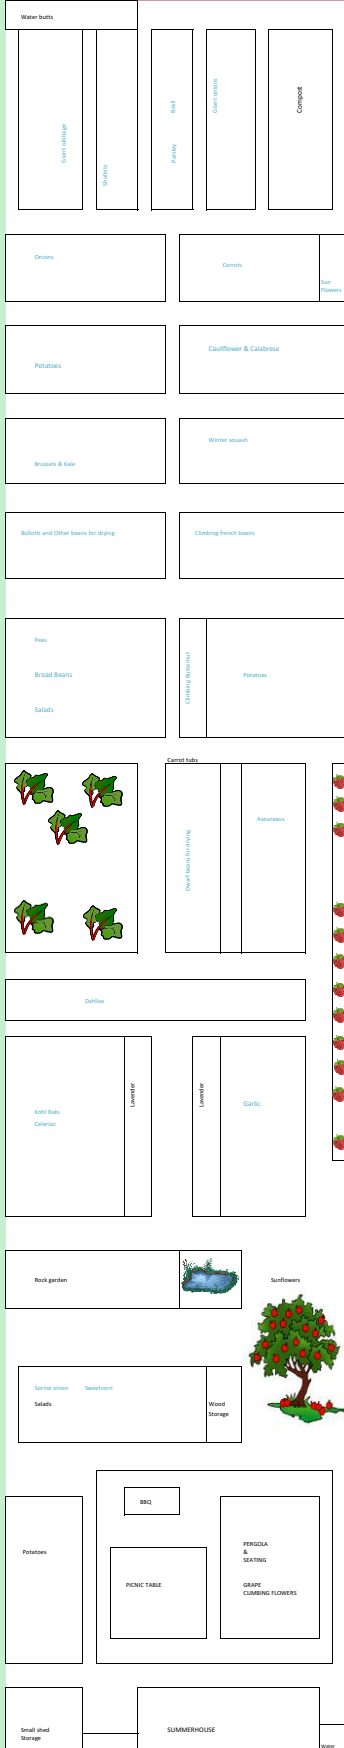 Water butts
Giant cabbage
Shallots
Parsley Basil
Giant onions
Compost
Onions
Carrots
Sun
Flowers
Potatoes
Cauliflower & Calabrese
Brussels & Kale
Winter squash
Bellotti and Other beans for drying
Climbing french beans
Peas
Broad Beans
Salads
Climbing Butternut
Potatoes
Carrot tubs
Dwarf beans for drying
Asparagus
Dahlias
Kohl Rabi
Celeriac
Lavender
Lavender
Garlic
Rock garden
Sunflowers
Spring onion Sweetcorn
Salads
Wood
Storage
BBQ
Potatoes
PICNIC TABLE
PERGOLA
&
SEATING
GRAPE
CLIMBING FLOWERS
Small shed
Storage
SUMMERHOUSE
Water